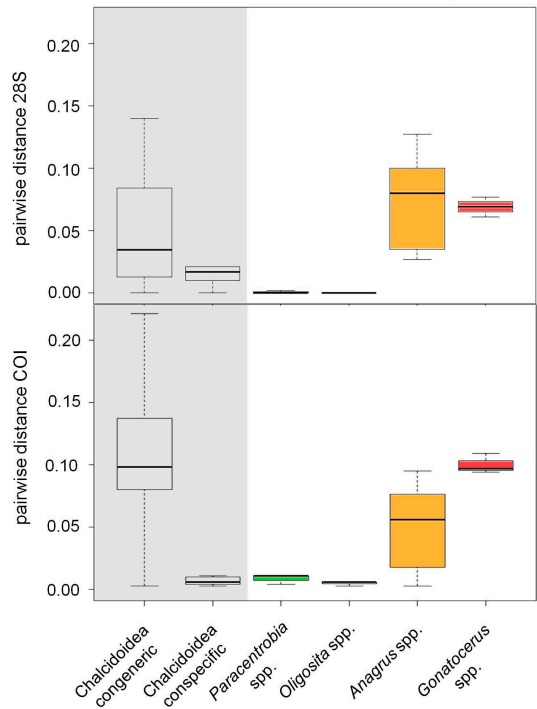 pairwise distance 28S
0.20
0.15
0.10
0.05
0.00
pairwise distance COI
0.20
0.15
0.10
0.05
0.00
Chalcidoidea
congeneric
Chalcidoidea
conspecific
Paracentrobia
spp.
Oligosita spp.
Anagrus spp.
Gonatocerus
spp.